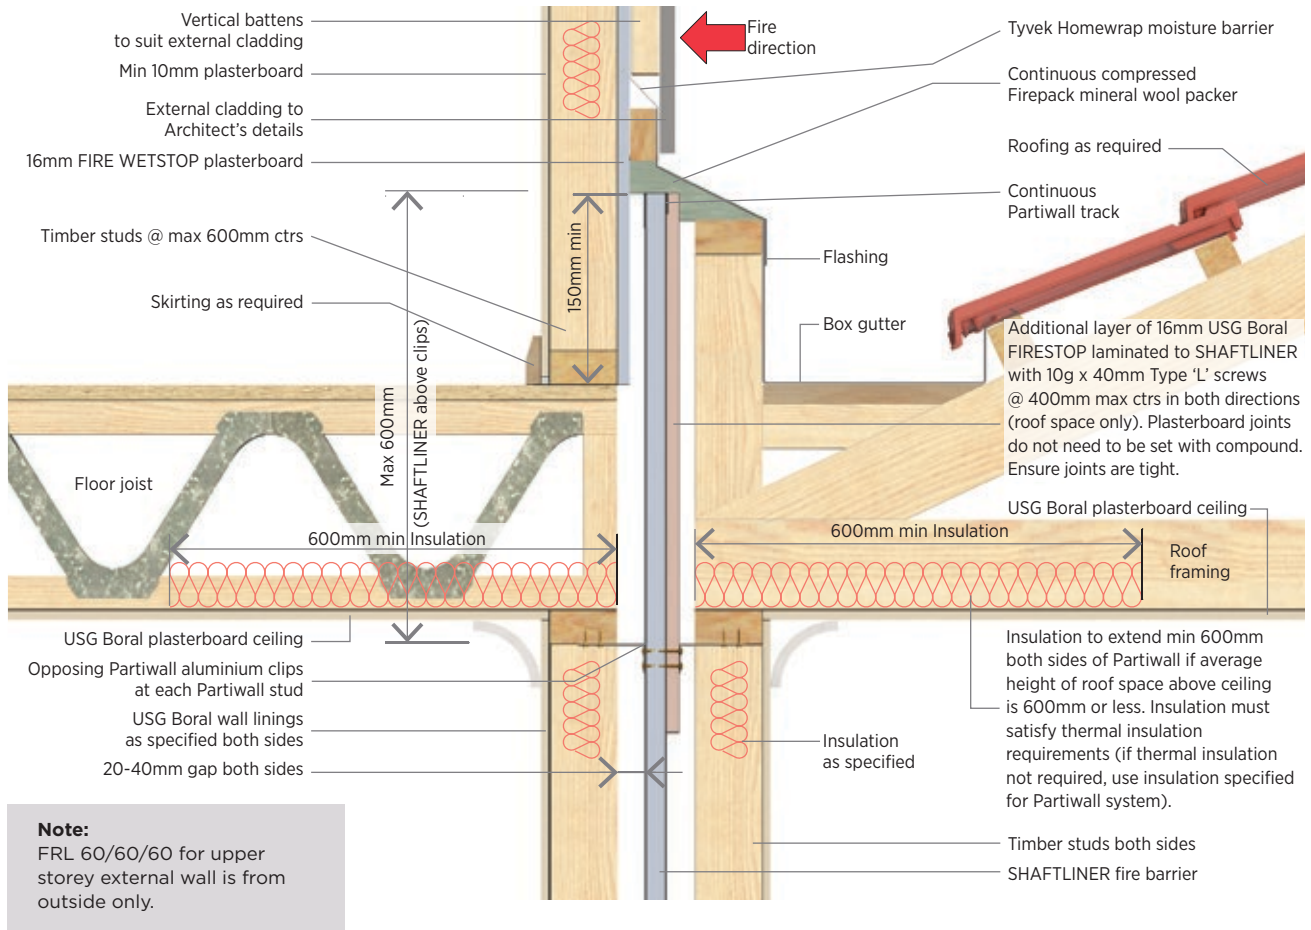 Vertical battens
to suit external cladding
Min 10mm plasterboard
External cladding to
Architect's details
16mm FIRE WETSTOP plasterboard
Timber studs @ max 600mm ctrs
Skirting as required
Fire
direction
Tyvek Homewrap moisture barrier
Continuous compressed
Firepack mineral wool packer
Roofing as required
Continuous
Partiwall track
Flashing
Box gutter
150mm min
Max 600mm
(SHAFTLINER above clips)
Additional layer of 16mm USG Boral
FIRESTOP laminated to SHAFTLINER
with 10g x 40mm Type ‘L’ screws
@ 400mm max ctrs in both directions
(roof space only). Plasterboard joints
do not need to be set with compound.
Ensure joints are tight.
Floor joist
USG Boral plasterboard ceiling
600mm min Insulation
600mm min Insulation
Roof
framing
USG Boral plasterboard ceiling
Opposing Partiwall aluminium clips
at each Partiwall stud
USG Boral wall linings
as specified both sides
20-40mm gap both sides
Insulation
as specified
Insulation to extend min 600mm
both sides of Partiwall if average
height of roof space above ceiling
is 600mm or less. Insulation must
satisfy thermal insulation
requirements (if thermal insulation
not required, use insulation specified
for Partiwall system).
Timber studs both sides
SHAFTLINER fire barrier
Note:
FRL 60/60/60 for upper
storey external wall is from
outside only.